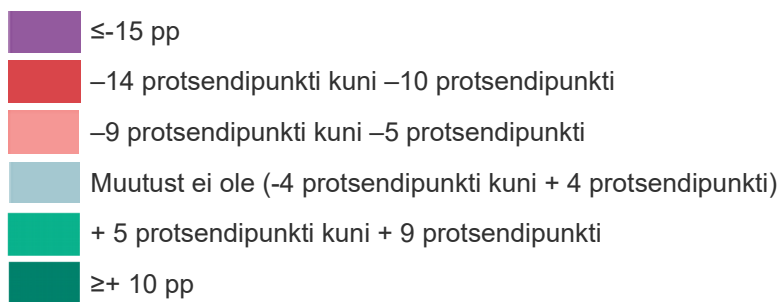 ≤-15 pp
–14 protsendipunkti kuni –10 protsendipunkti
–9 protsendipunkti kuni –5 protsendipunkti
Muutust ei ole (-4 protsendipunkti kuni + 4 protsendipunkti)
+ 5 protsendipunkti kuni + 9 protsendipunkti
≥+ 10 pp